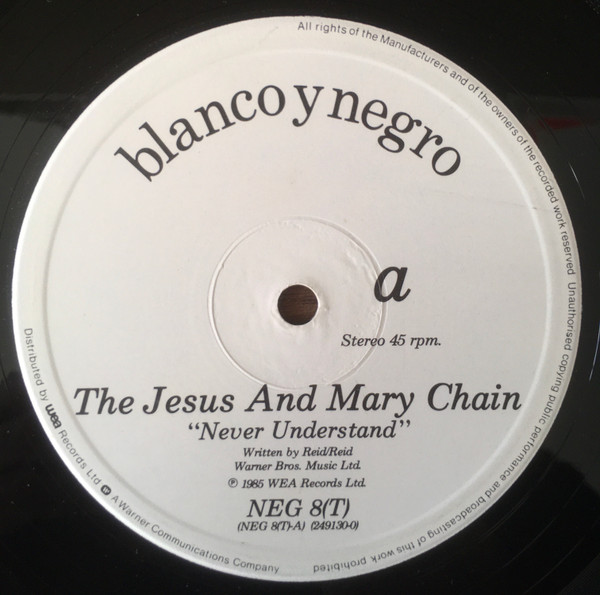 All rights of the Manufacturers and of the owners of the recorded work reserved Unauthorised copying public performance and broadcasting of this work prohibited
blanco y negro
a
Stereo 45 rpm.
The Jesus And Mary Chain
"Never Understand"
Written by Reid/Reid
Warner Bros. Music Ltd.
℗ 1985 WEA Records Ltd.
NEG 8(T)
(NEG 8(T)-A) (249130-0)
Distributed by wea Records Ltd. A Warner Communications Company